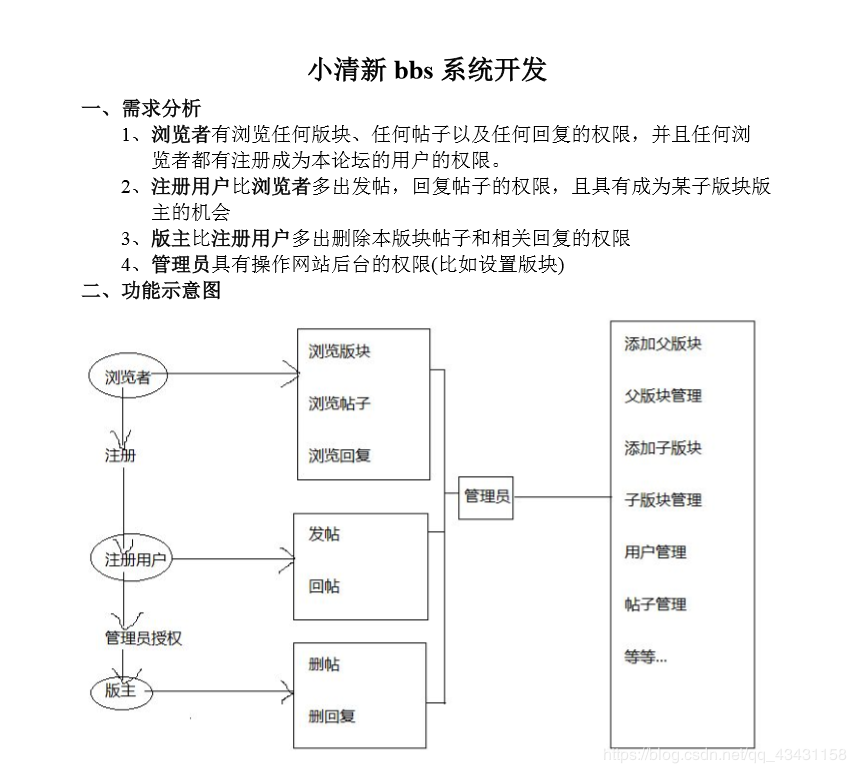 小清新 bbs 系统开发
一、需求分析
1、浏览者有浏览任何版块、任何帖子以及任何回复的权限，并且任何浏
览者都有注册成为本论坛的用户的权限。
2、注册用户比浏览者多出发帖，回复帖子的权限，且具有成为某子版块版
主的机会
3、版主比注册用户多出删除本版块帖子和相关回复的权限
4、管理员具有操作网站后台的权限(比如设置版块)
二、功能示意图
浏览者
注册
注册用户
管理员授权
版主
浏览版块
浏览帖子
浏览回复
发帖
回帖
删帖
删回复
管理员
添加父版块
父版块管理
添加子版块
子版块管理
用户管理
帖子管理
等等...
https://blog.csdn.net/qq_43431158